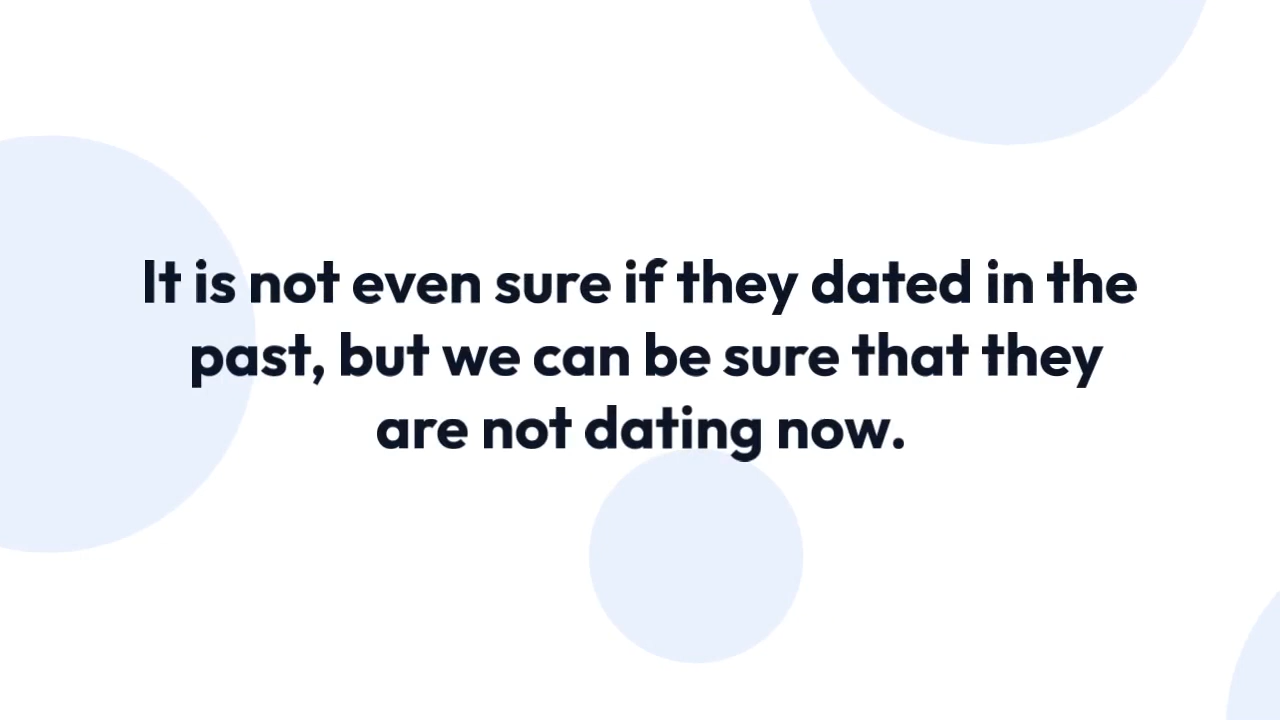 It is not even sure if they dated in the
past, but we can be sure that they
are not dating now.